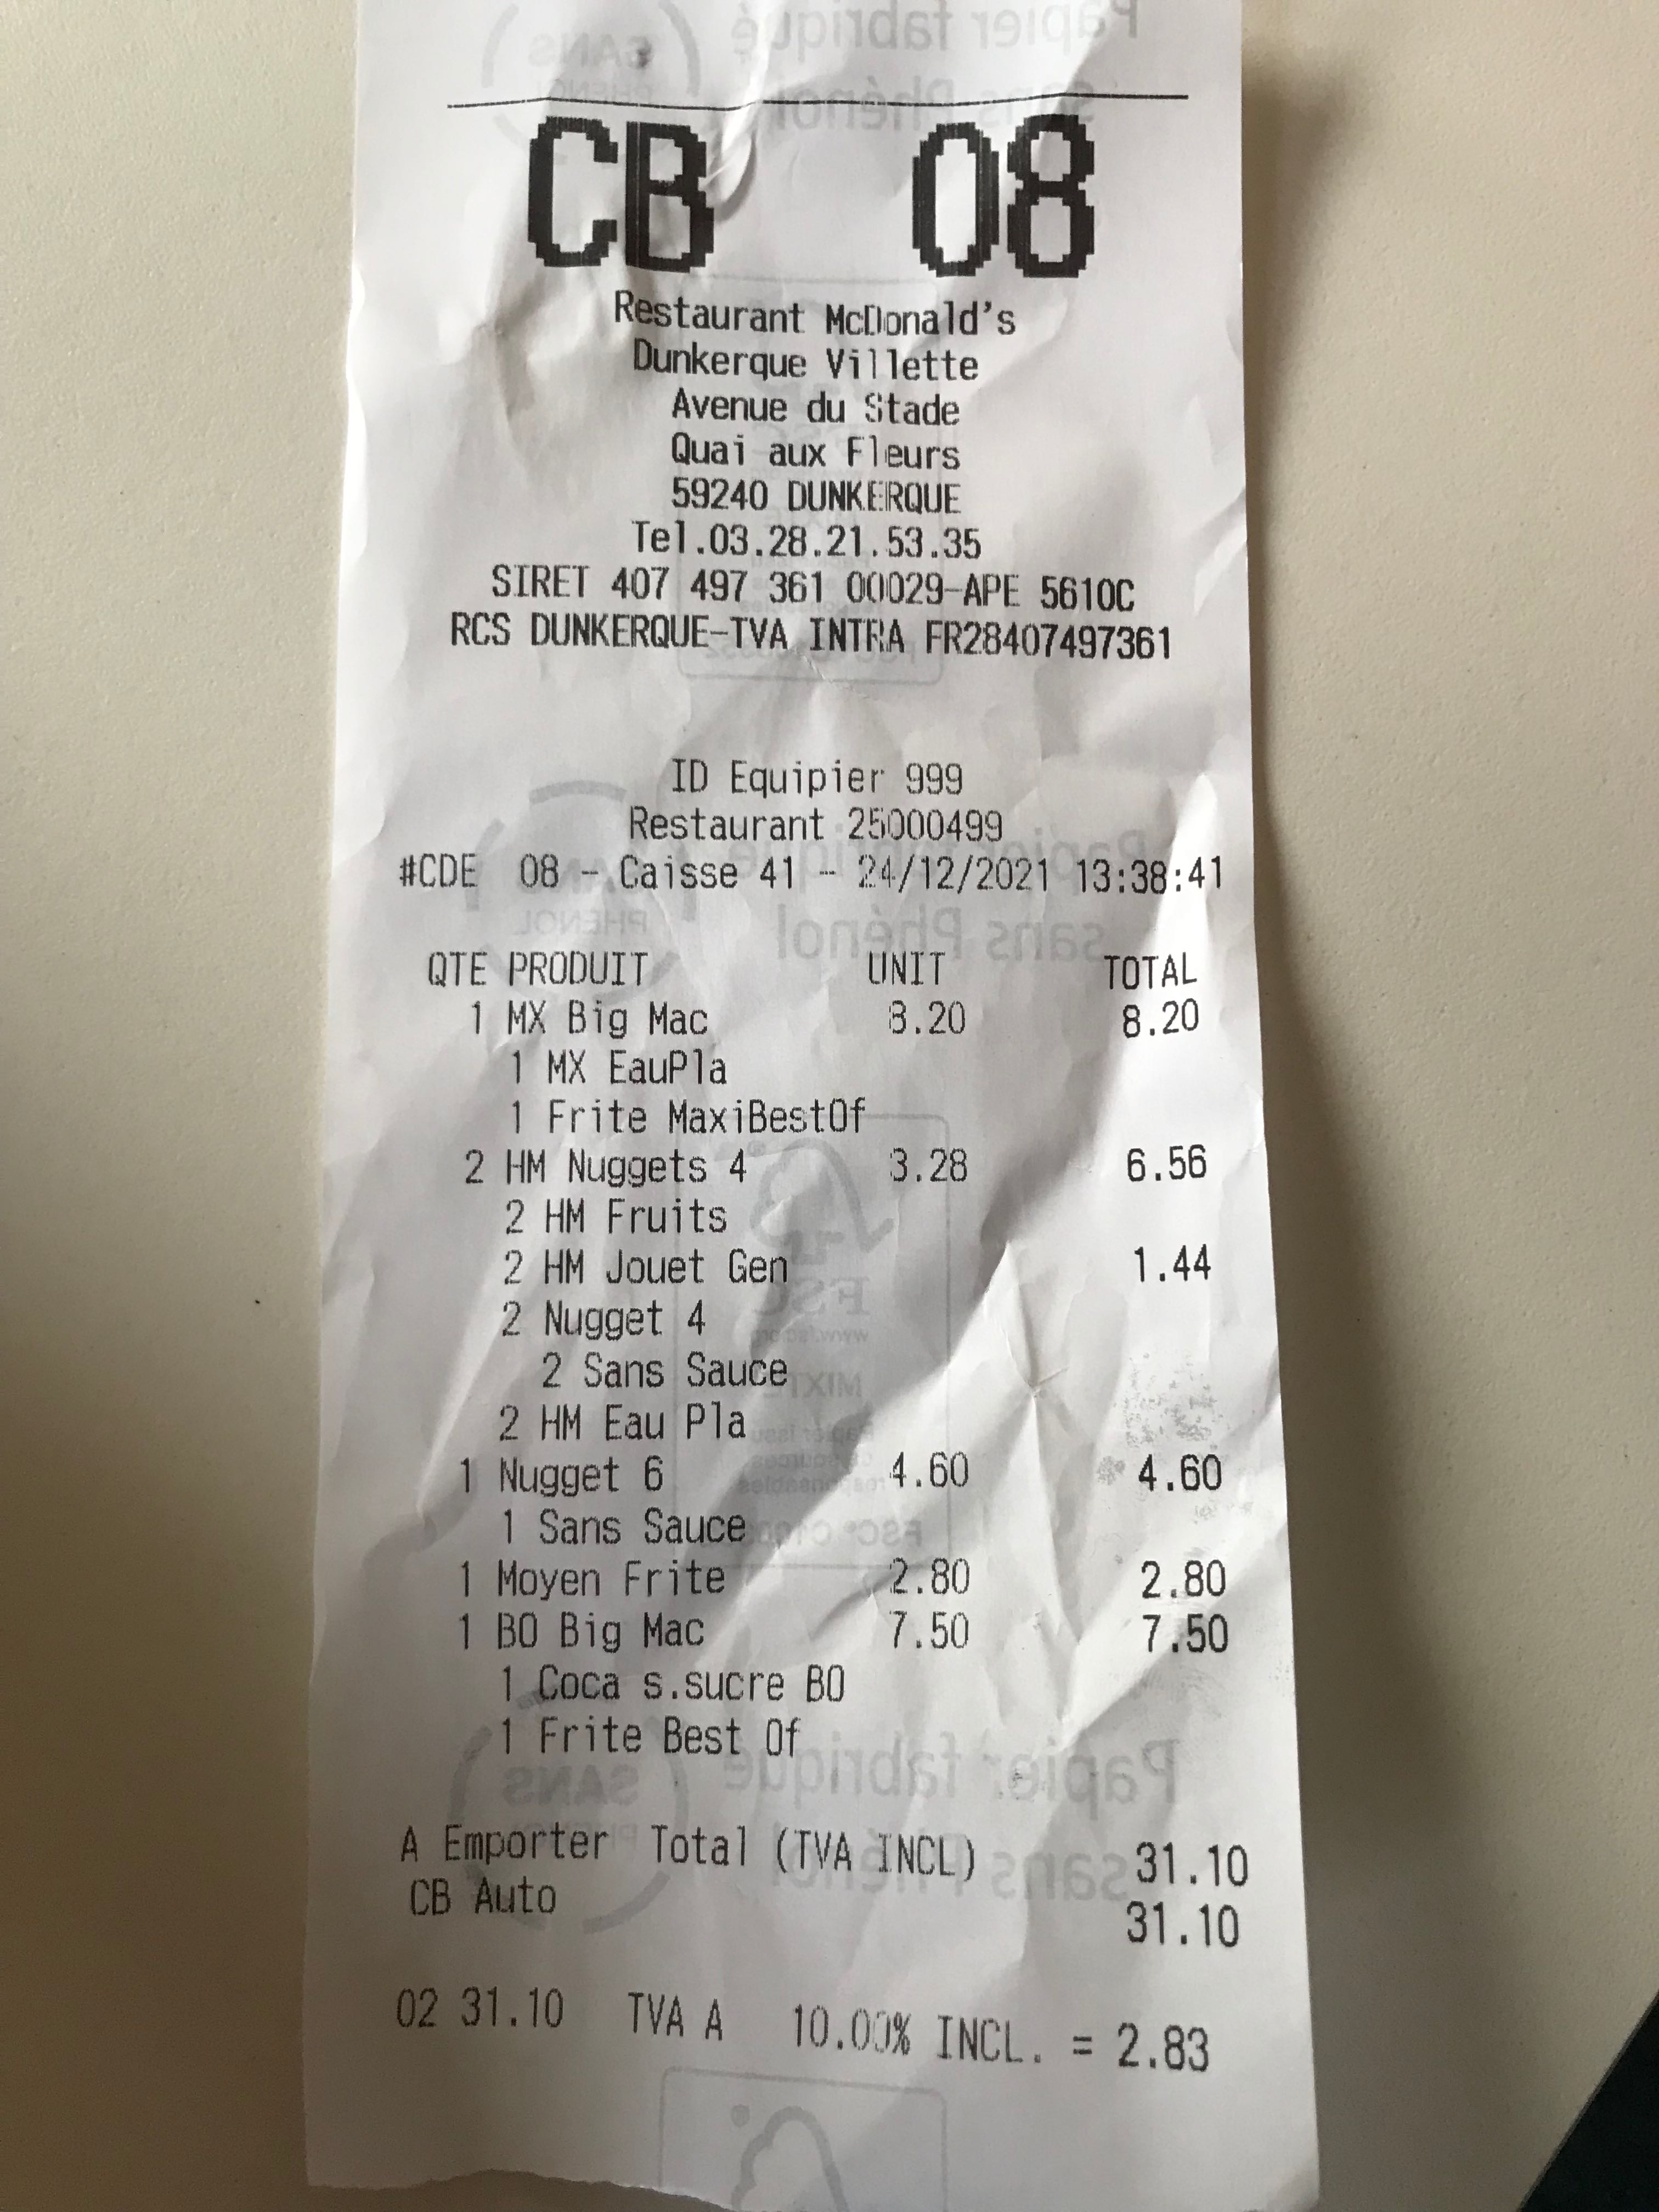 CB 08
Restaurant McDonald's
Dunkerque Villette
Avenue du Stade
Quai aux Fleurs
59240 DUNKERQUE
Tel.03.28.21.53.35
SIRET 407 497 361 00029-APE 5610C
RCS DUNKERQUE-TVA INTRA FR28407497361
ID Equipier 999
Restaurant 25000499
#CDE 08 - Caisse 41 - 24/12/2021 13:38:41
QTE PRODUIT UNIT TOTAL
1 MX Big Mac 8.20 8.20
1 MX EauPla
1 Frite MaxiBestOf
2 HM Nuggets 4 3.28 6.56
2 HM Fruits
2 HM Jouet Gen 1.44
2 Nugget 4
2 Sans Sauce
2 HM Eau Pla
1 Nugget 6 4.60 4.60
1 Sans Sauce
1 Moyen Frite 2.80 2.80
1 BO Big Mac 7.50 7.50
1 Coca s.sucre BO
1 Frite Best Of
A Emporter Total (TVA INCL) 31.10
CB Auto 31.10
02 31.10 TVA A 10.00% INCL. = 2.83